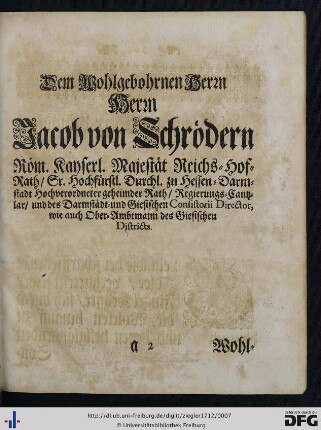 Dem Wohlgebohrnen Herrn
Herrn
Jacob von Schrödern
Röm. Kayserl. Majestät Reichs-Hof-
Rath/ Sr. Hochfürstl. Durchl. zu Hessen-Darm-
stadt Hochverordneter geheimder Rath/ Regierungs-Cantz-
lar/ und des Darmstädt- und Giesischen Consistorii Director,
wie auch Ober-Ambtmann des Giesischen
Districts.
a 2
Wohl-
http://dl.ub.uni-freiburg.de/diglit/ziegler1712/0007
© Universitätsbibliothek Freiburg
DFG